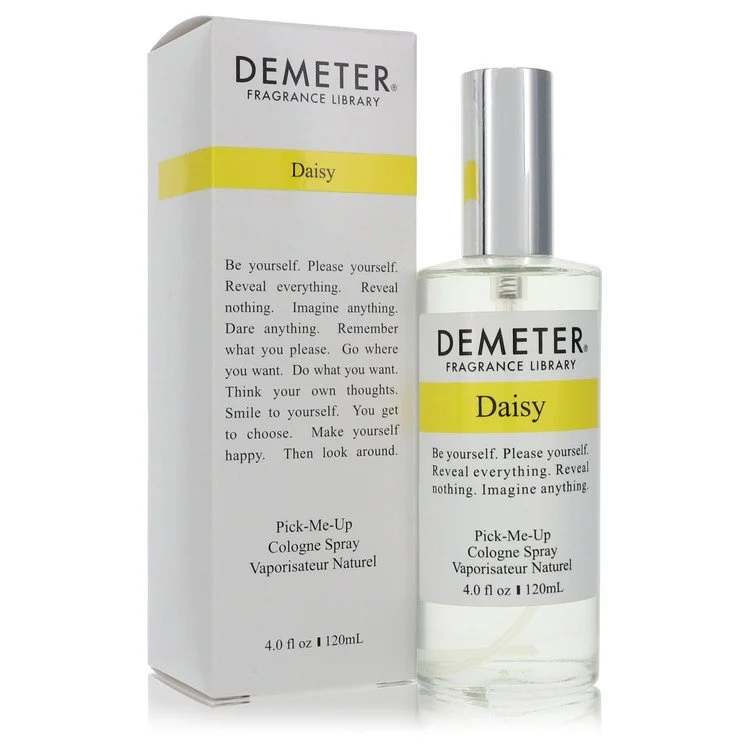 DEMETER®
FRAGRANCE LIBRARY
Daisy
Be yourself. Please yourself.
Reveal everything. Reveal
nothing. Imagine anything.
Dare anything. Remember
what you please. Go where
you want. Do what you want.
Think your own thoughts.
Smile to yourself. You get
to choose. Make yourself
happy. Then look around.
Pick-Me-Up
Cologne Spray
Vaporisateur Naturel
4.0 fl oz 120mL
DEMETER®
FRAGRANCE LIBRARY
Daisy
Be yourself. Please yourself.
Reveal everything. Reveal
nothing. Imagine anything.
Pick-Me-Up
Cologne Spray
Vaporisateur Naturel
4.0 fl oz 120mL